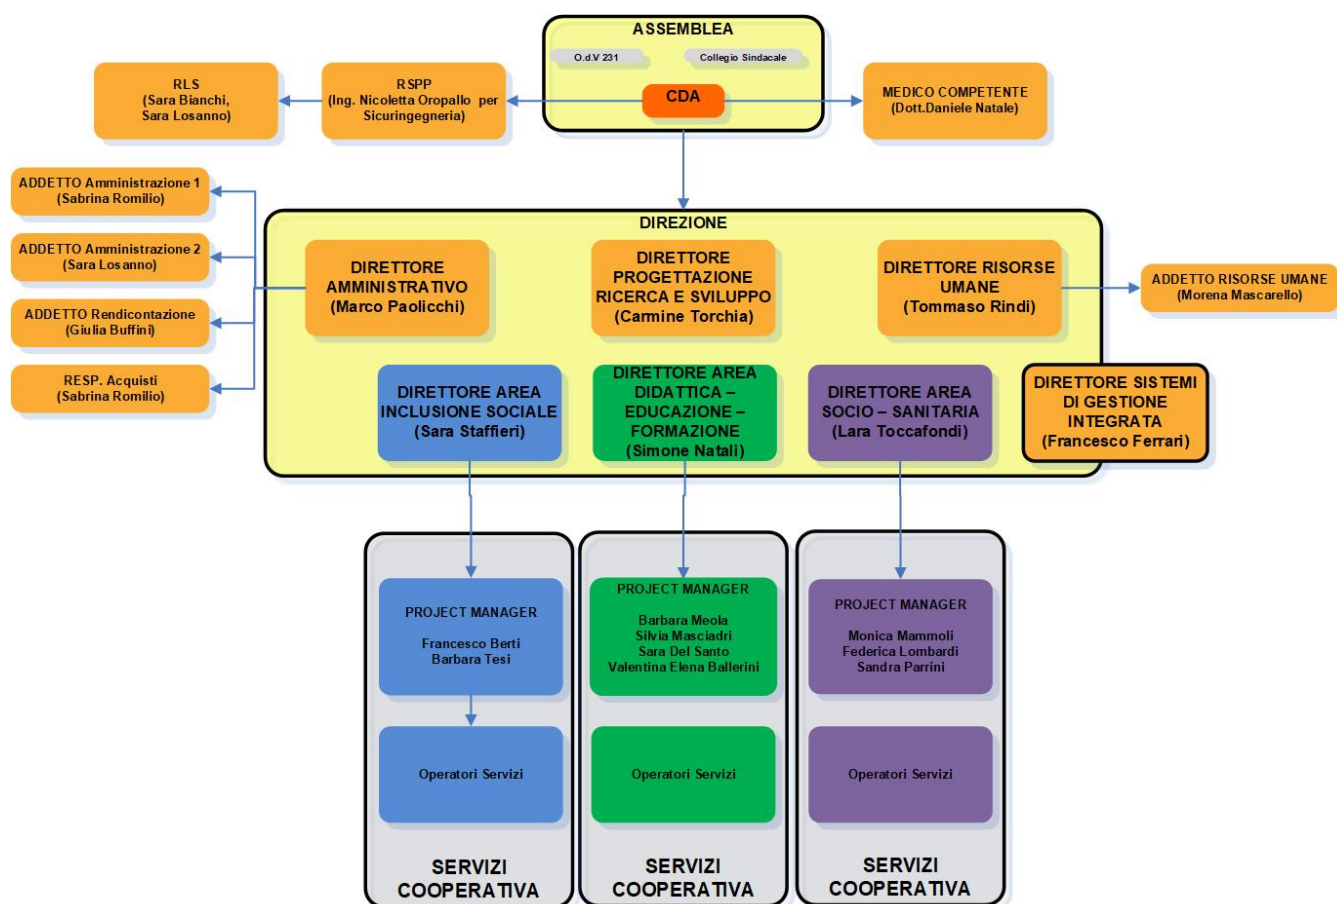 ASSEMBLEA
O.d.V 231
Collegio Sindacale
CDA
RLS
(Sara Bianchi,
Sara Losanno)
RSPP
(Ing. Nicoletta Oropallo per
Sicuringegneria)
MEDICO COMPETENTE
(Dott.Daniele Natale)
ADDETTO Amministrazione 1
(Sabrina Romilio)
ADDETTO Amministrazione 2
(Sara Losanno)
ADDETTO Rendicontazione
(Giulia Buffini)
RESP. Acquisti
(Sabrina Romilio)
DIREZIONE
DIRETTORE
AMMINISTRATIVO
(Marco Paolicchi)
DIRETTORE
PROGETTAZIONE
RICERCA E SVILUPPO
(Carmine Torchia)
DIRETTORE RISORSE
UMANE
(Tommaso Rindi)
ADDETTO RISORSE UMANE
(Morena Mascarello)
DIRETTORE AREA
INCLUSIONE SOCIALE
(Sara Staffieri)
DIRETTORE AREA
DIDATTICA –
EDUCAZIONE –
FORMAZIONE
(Simone Natali)
DIRETTORE AREA
SOCIO – SANITARIA
(Lara Toccafondi)
DIRETTORE SISTEMI
DI GESTIONE
INTEGRATA
(Francesco Ferrari)
PROJECT MANAGER
Francesco Berti
Barbara Tesi
Operatori Servizi
SERVIZI
COOPERATIVA
PROJECT MANAGER
Barbara Meola
Silvia Masciadri
Sara Del Santo
Valentina Elena Ballerini
Operatori Servizi
SERVIZI
COOPERATIVA
PROJECT MANAGER
Monica Mammoli
Federica Lombardi
Sandra Parrini
Operatori Servizi
SERVIZI
COOPERATIVA